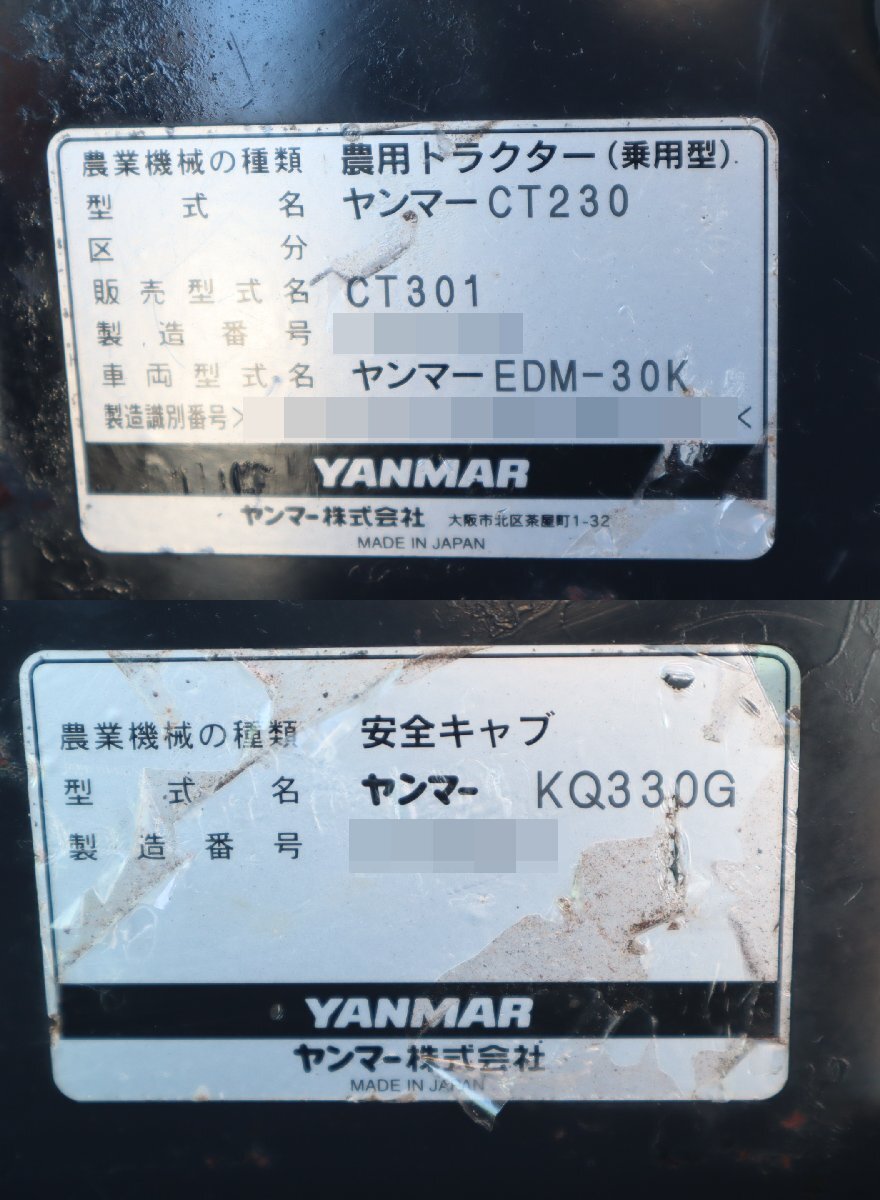 農業機械の種類 農用トラクター(乗用型)
型式名 ヤンマーCT230
区分
販売型式名 CT301
製造番号
車両型式名 ヤンマーEDM-30K
製造識別番号> <
YANMAR
ヤンマー株式会社 大阪市北区茶屋町1-32
MADE IN JAPAN
農業機械の種類 安全キャブ
型式名 ヤンマー KQ330G
製造番号
YANMAR
ヤンマー株式会社
MADE IN JAPAN